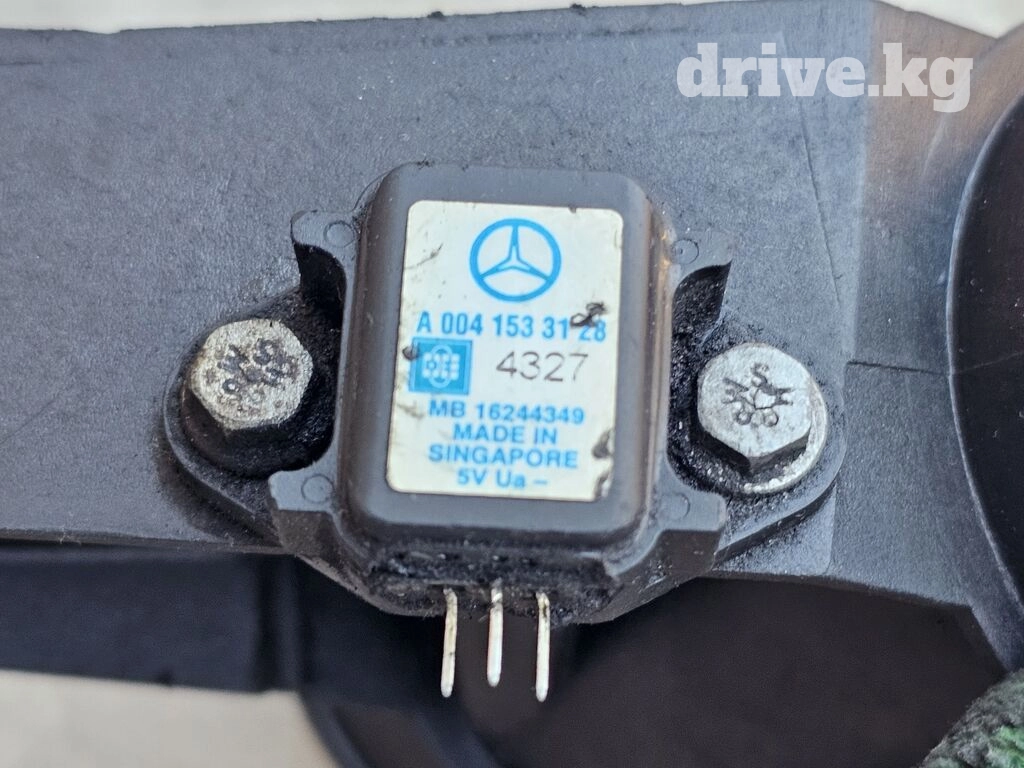 drive.kg
A 004 153 31 28
4327
MB 16244349
MADE IN
SINGAPORE
5V Ua –